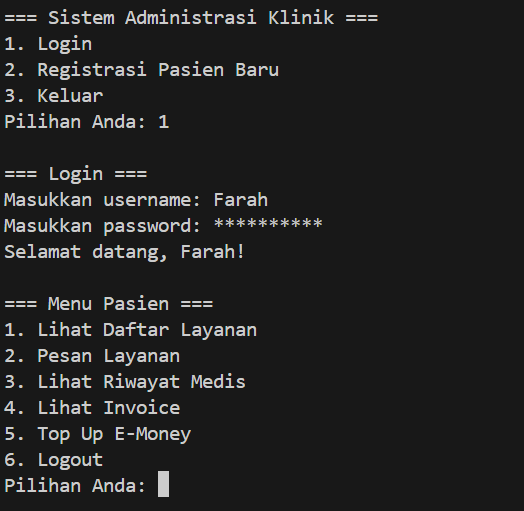 === Sistem Administrasi Klinik ===
1. Login
2. Registrasi Pasien Baru
3. Keluar
Pilihan Anda: 1
=== Login ===
Masukkan username: Farah
Masukkan password: **********
Selamat datang, Farah!
=== Menu Pasien ===
1. Lihat Daftar Layanan
2. Pesan Layanan
3. Lihat Riwayat Medis
4. Lihat Invoice
5. Top Up E-Money
6. Logout
Pilihan Anda: